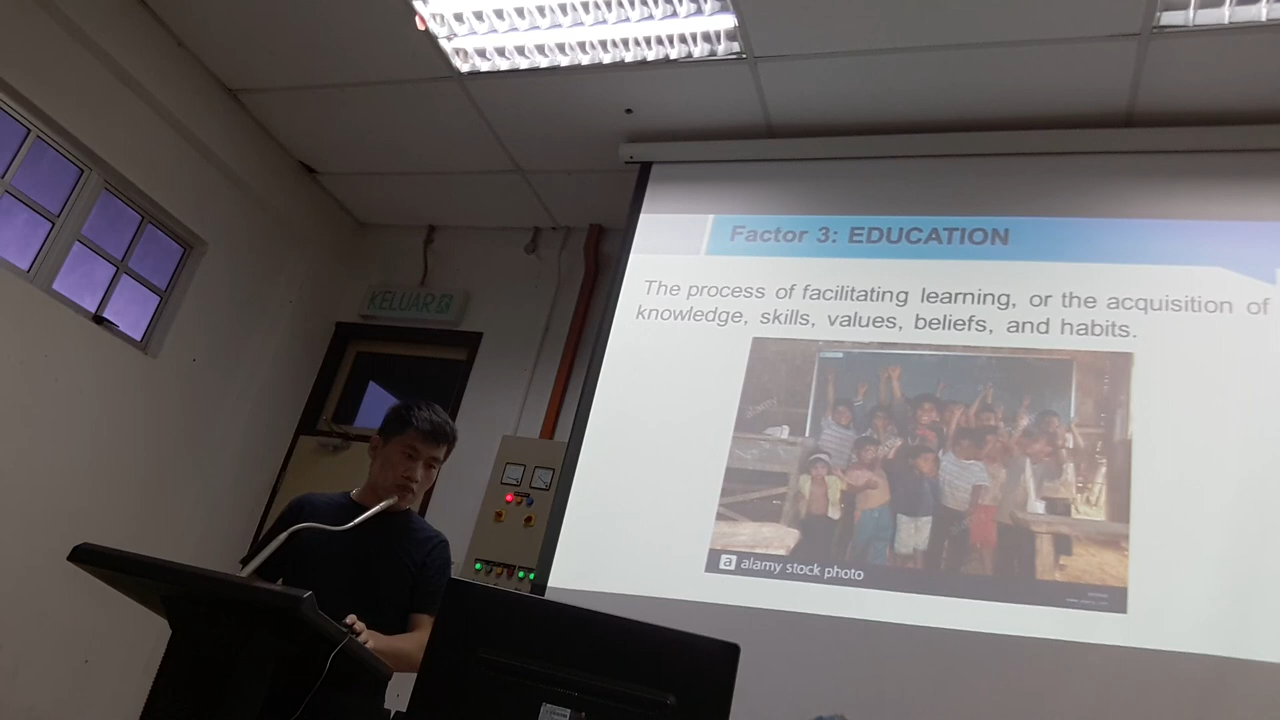 Factor 3: EDUCATION
The process of facilitating learning, or the acquisition of
knowledge, skills, values, beliefs, and habits.
KELUAR
alamy
a alamy stock photo